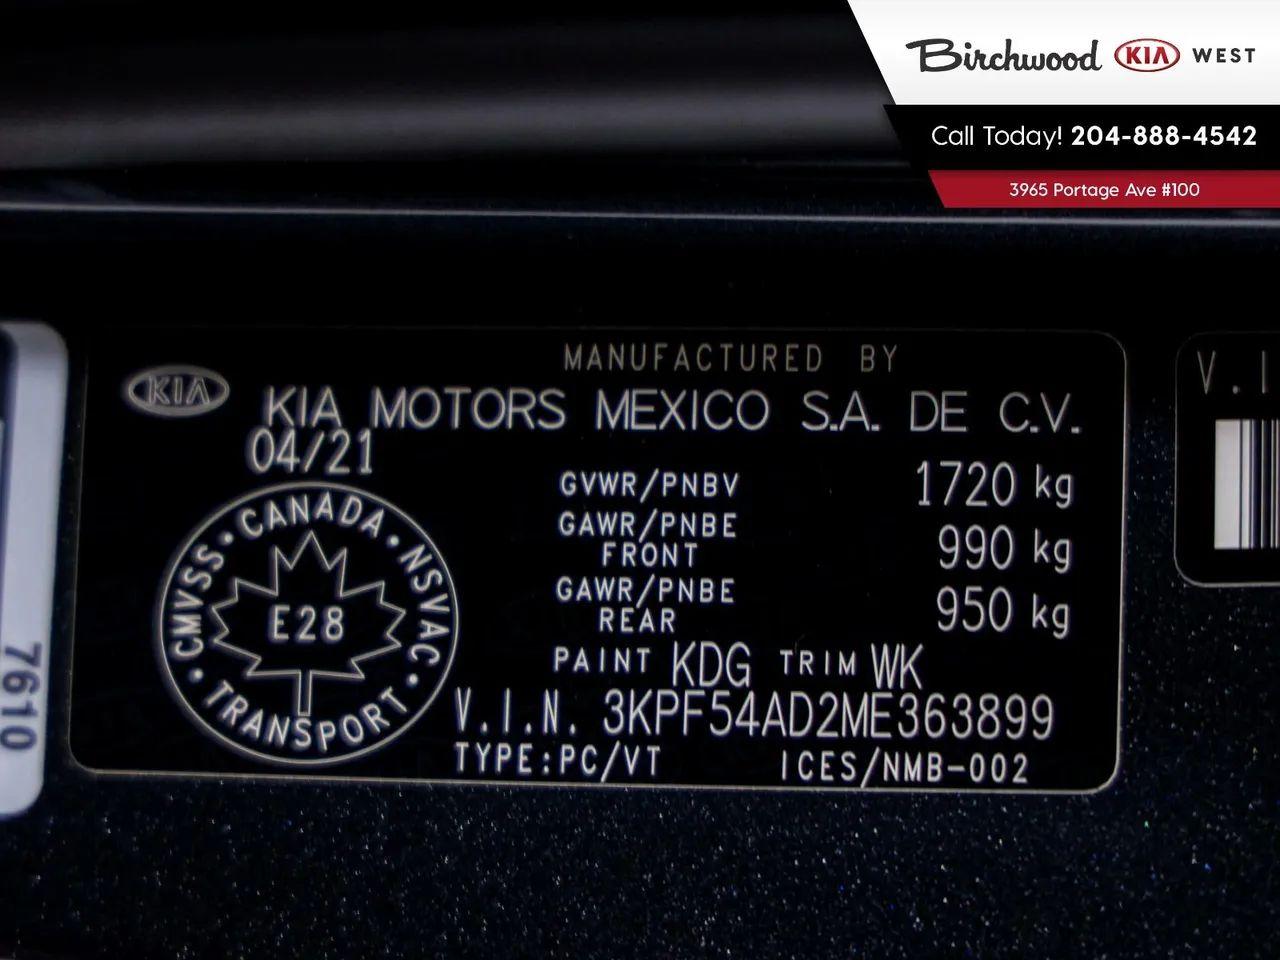 Birchwood KIA WEST
Call Today! 204-888-4542
3965 Portage Ave #100
MANUFACTURED BY
KIA
KIA MOTORS MEXICO S.A. DE C.V.
04/21
GVWR/PNBV 1720 kg
GAWR/PNBE FRONT 990 kg
GAWR/PNBE REAR 950 kg
CANADA · NSVAC · TRANSPORT · CMVSS ·
E28
PAINT KDG TRIM WK
V.I.N. 3KPF54AD2ME363899
TYPE:PC/VT ICES/NMB-002
7610
V.I